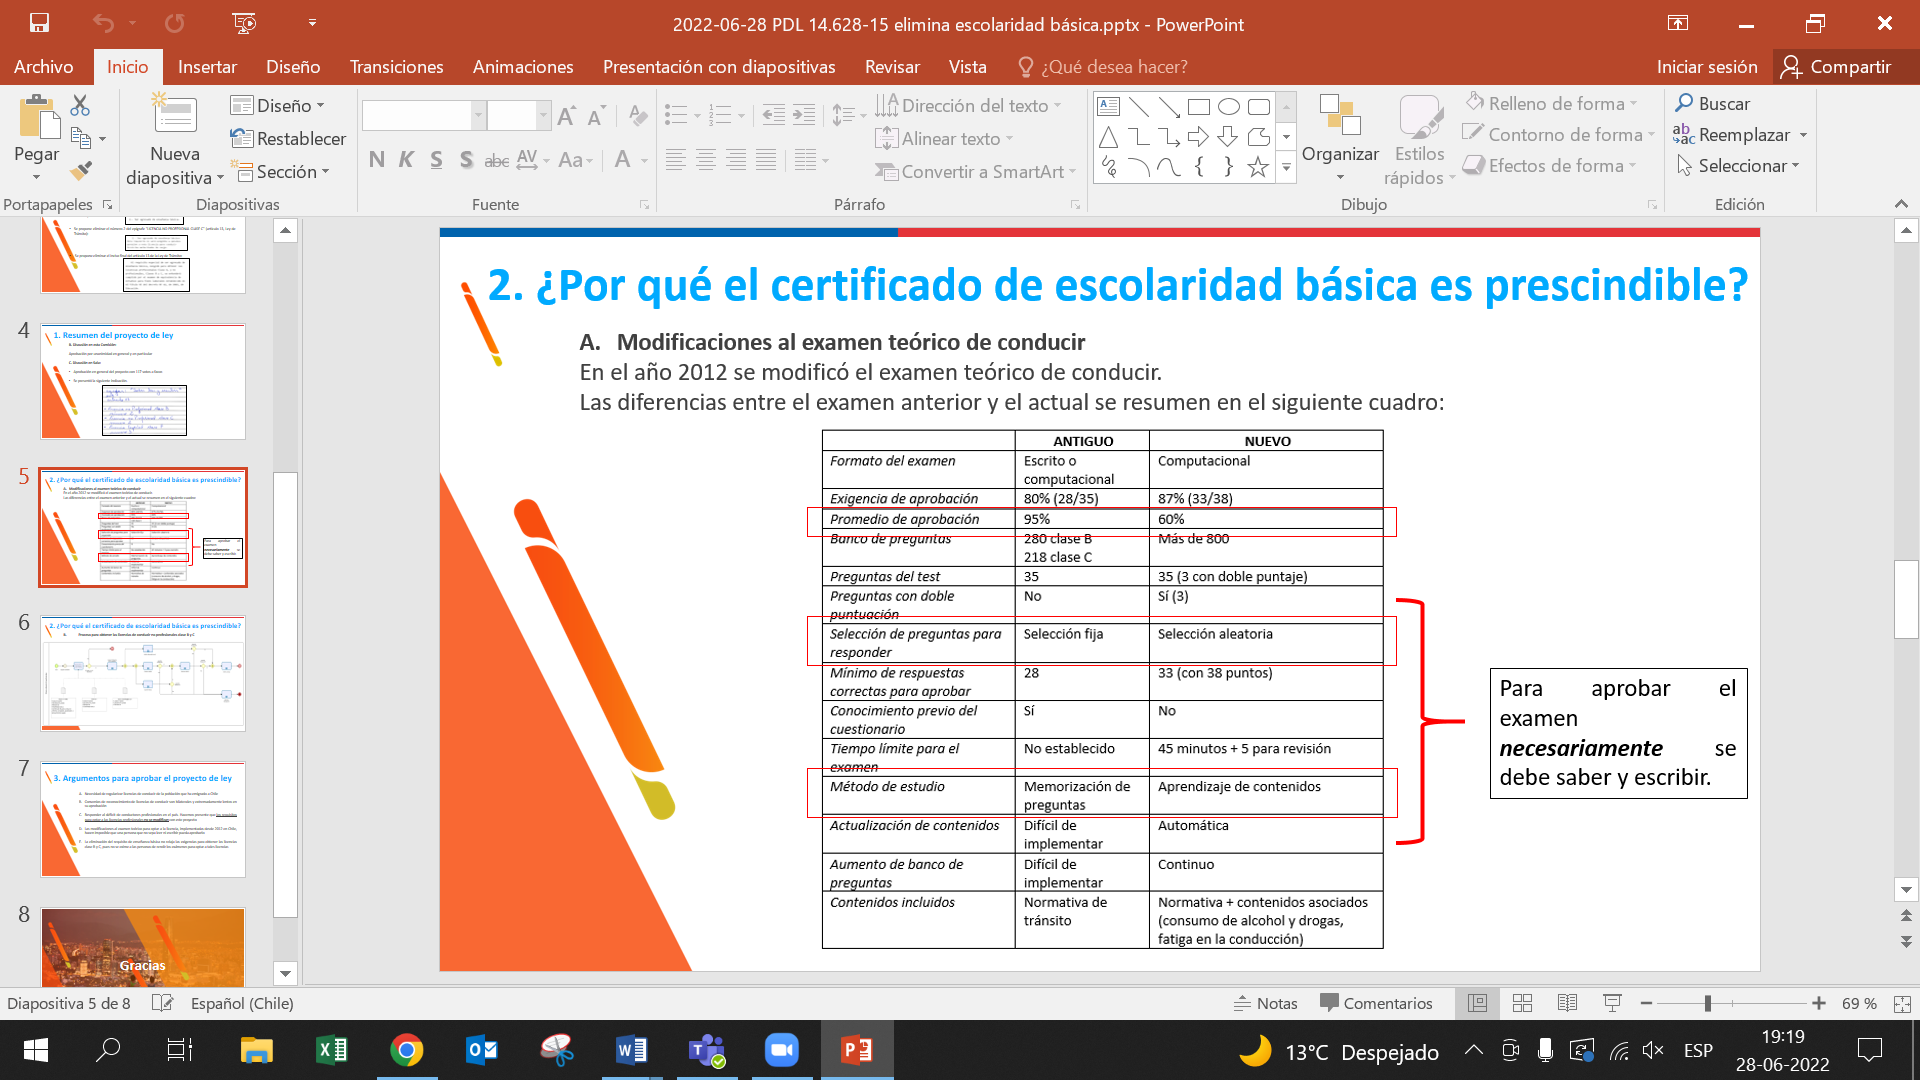 2022-06-28 PDL 14.628-15 elimina escolaridad básica.pptx - PowerPoint
Archivo Inicio Insertar Diseño Transiciones Animaciones Presentación con diapositivas Revisar Vista ¿Qué desea hacer? Iniciar sesión Compartir
Pegar
Nueva diapositiva
Diseño
Restablecer
Sección
N K S S abc AV Aa A
Dirección del texto
Alinear texto
Convertir a SmartArt
Organizar
Estilos rápidos
Relleno de forma
Contorno de forma
Efectos de forma
Buscar
Reemplazar
Seleccionar
Portapapeles Diapositivas Fuente Párrafo Dibujo Edición
4
1. Resumen del proyecto de ley
5
2. ¿Por qué el certificado de escolaridad básica es prescindible?
6
2. ¿Por qué el certificado de escolaridad básica es prescindible?
7
3. Argumentos para aprobar el proyecto de ley
8
Gracias
2. ¿Por qué el certificado de escolaridad básica es prescindible?
A. Modificaciones al examen teórico de conducir
En el año 2012 se modificó el examen teórico de conducir.
Las diferencias entre el examen anterior y el actual se resumen en el siguiente cuadro:
ANTIGUO NUEVO
Formato del examen Escrito o computacional Computacional
Exigencia de aprobación 80% (28/35) 87% (33/38)
Promedio de aprobación 95% 60%
Banco de preguntas 280 clase B 218 clase C Más de 800
Preguntas del test 35 35 (3 con doble puntaje)
Preguntas con doble puntuación No Sí (3)
Selección de preguntas para responder Selección fija Selección aleatoria
Mínimo de respuestas correctas para aprobar 28 33 (con 38 puntos)
Conocimiento previo del cuestionario Sí No
Tiempo límite para el examen No establecido 45 minutos + 5 para revisión
Método de estudio Memorización de preguntas Aprendizaje de contenidos
Actualización de contenidos Difícil de implementar Automática
Aumento de banco de preguntas Difícil de implementar Continuo
Contenidos incluidos Normativa de tránsito Normativa + contenidos asociados (consumo de alcohol y drogas, fatiga en la conducción)
Para aprobar el
examen
necesariamente se
debe saber y escribir.
Diapositiva 5 de 8 Español (Chile) Notas Comentarios 69 %
13°C Despejado ESP 19:19
28-06-2022